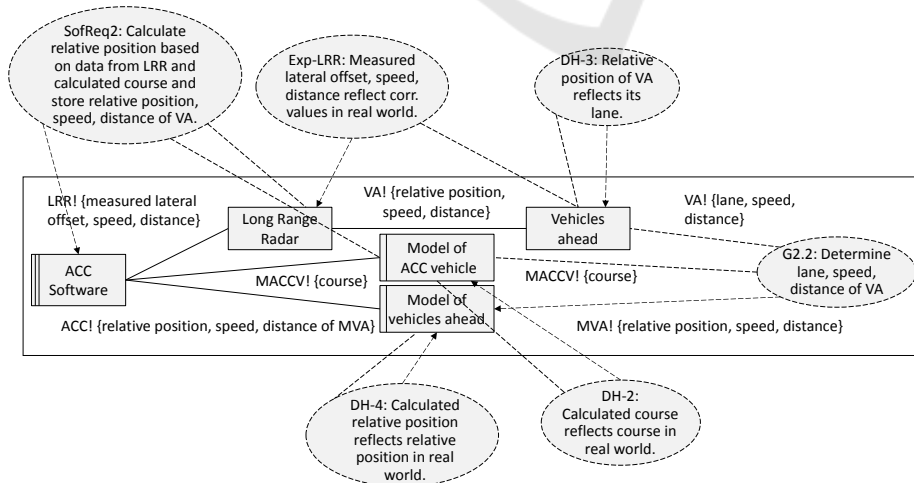 SofReq2: Calculate
relative position based
on data from LRR and
calculated course and
store relative position,
speed, distance of VA.
Exp-LRR: Measured
lateral offset, speed,
distance reflect corr.
values in real world.
DH-3: Relative
position of VA
reflects its
lane.
LRR! {measured lateral
offset, speed, distance}
VA! {relative position,
speed, distance}
VA! {lane, speed,
distance}
Long Range
Radar
Vehicles
ahead
ACC
Software
Model of
ACC vehicle
MACCV! {course}
MACCV! {course}
G2.2: Determine
lane, speed,
distance of VA
Model of
vehicles ahead
ACC! {relative position, speed, distance of MVA}
MVA! {relative position, speed, distance}
DH-4: Calculated
relative position
reflects relative
position in real
world.
DH-2:
Calculated course
reflects course in
real world.